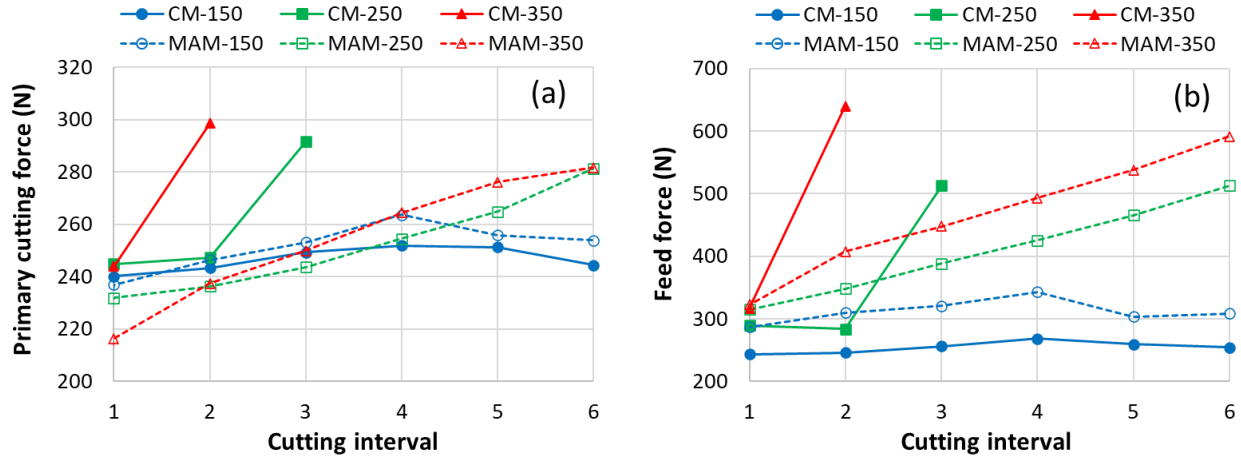 CM-150 CM-250 CM-350
MAM-150 MAM-250 MAM-350
Primary cutting force (N)
320
300
280
260
240
220
200
(a)
1 2 3 4 5 6
Cutting interval
CM-150 CM-250 CM-350
MAM-150 MAM-250 MAM-350
Feed force (N)
700
600
500
400
300
200
(b)
1 2 3 4 5 6
Cutting interval